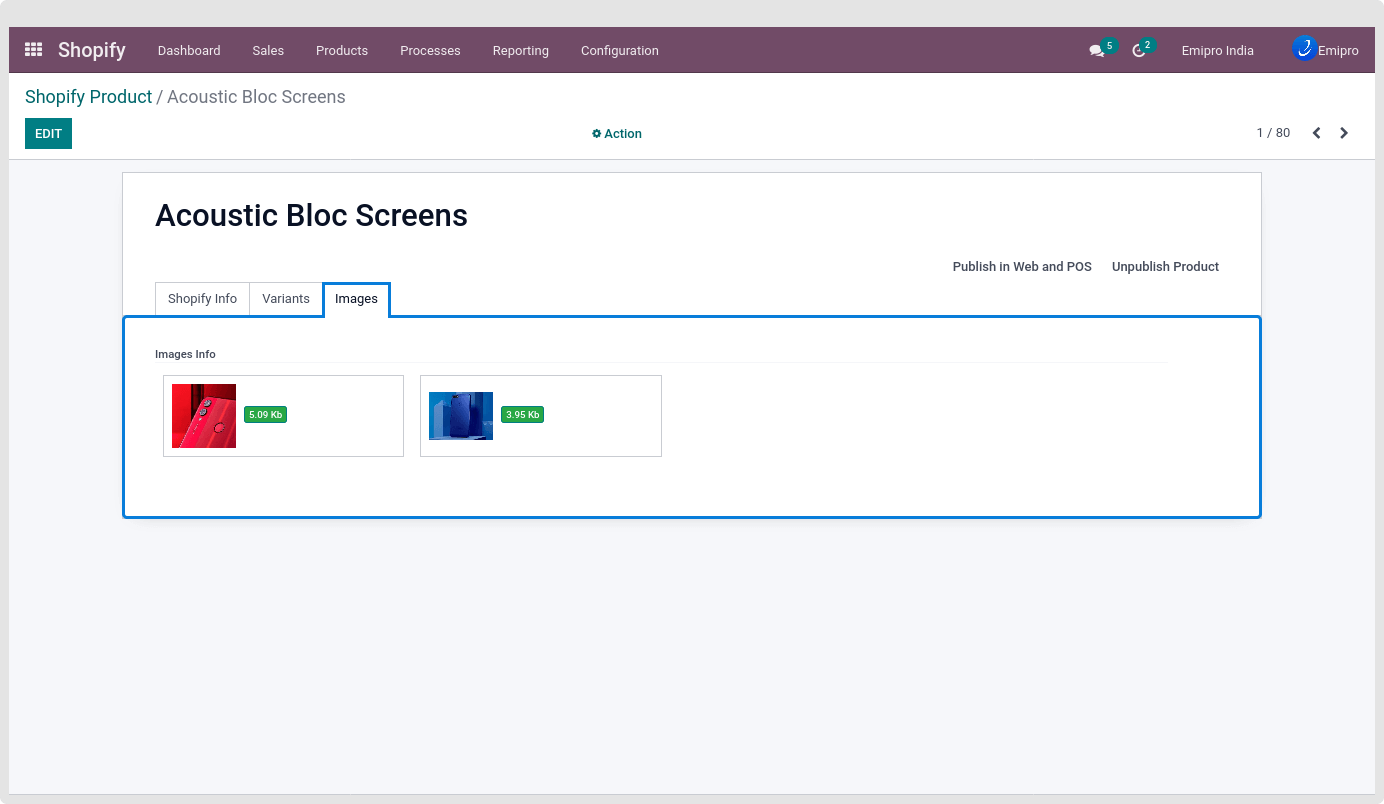 Shopify Dashboard Sales Products Processes Reporting Configuration 5 2 Emipro India Emipro
Shopify Product / Acoustic Bloc Screens
EDIT Action 1 / 80
Acoustic Bloc Screens
Publish in Web and POS Unpublish Product
Shopify Info Variants Images
Images Info
5.09 Kb 3.95 Kb